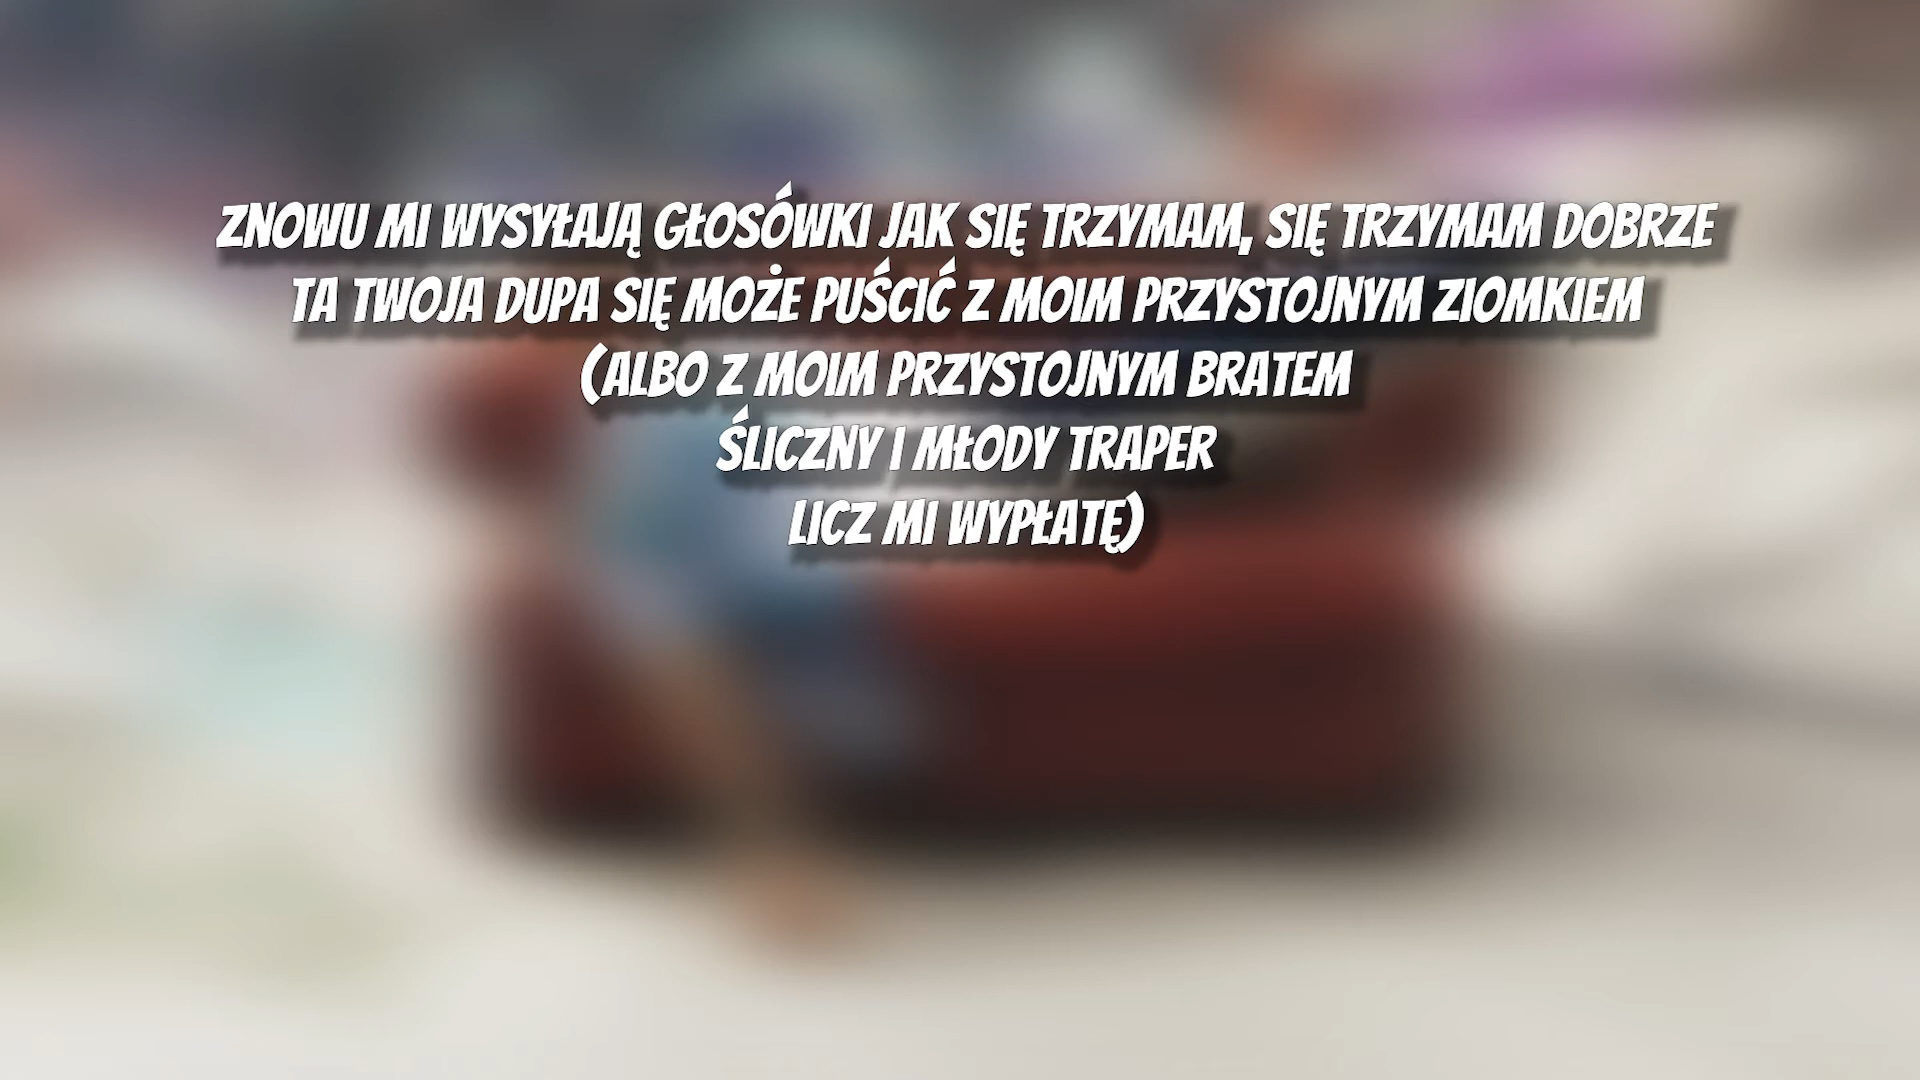 ZNOWU MI WYSYŁAJĄ GŁOSÓWKI JAK SIĘ TRZYMAM, SIĘ TRZYMAM DOBRZE
TA TWOJA DUPA SIĘ MOŻE PUŚCIĆ Z MOIM PRZYSTOJNYM ZIOMKIEM
(ALBO Z MOIM PRZYSTOJNYM BRATEM
ŚLICZNY I MŁODY TRAPER
LICZ MI WYPŁATĘ)